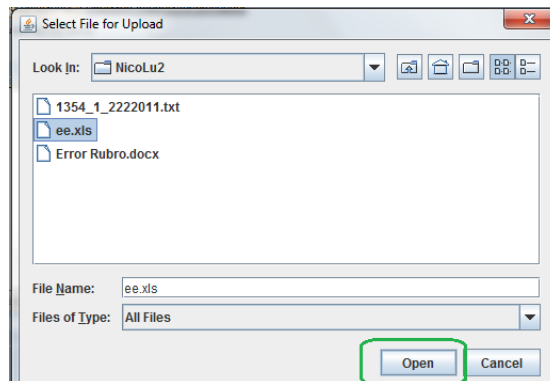 Select File for Upload
Look In: NicoLu2
1354_1_2222011.txt
ee.xls
Error Rubro.docx
File Name: ee.xls
Files of Type: All Files
Open Cancel